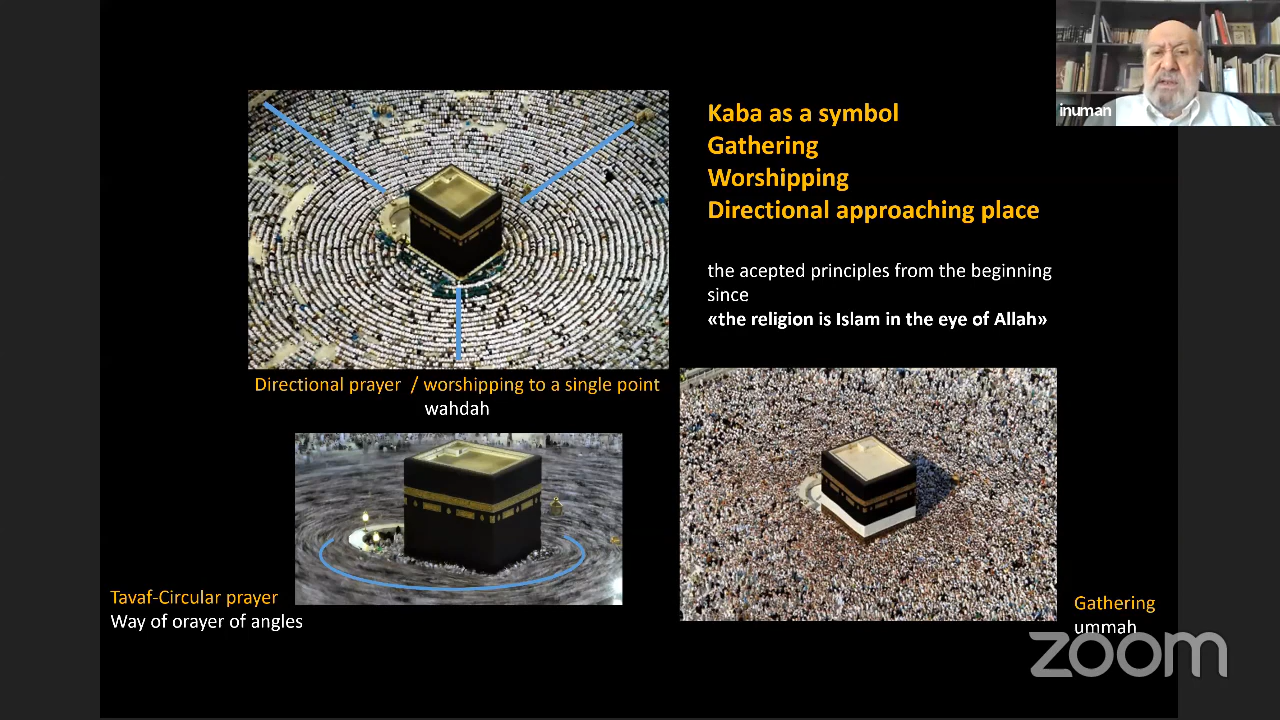 inuman
Kaba as a symbol
Gathering
Worshipping
Directional approaching place
the acepted principles from the beginning
since
«the religion is Islam in the eye of Allah»
Directional prayer / worshipping to a single point
wahdah
Tavaf-Circular prayer
Way of orayer of angles
Gathering
ummah
zoom